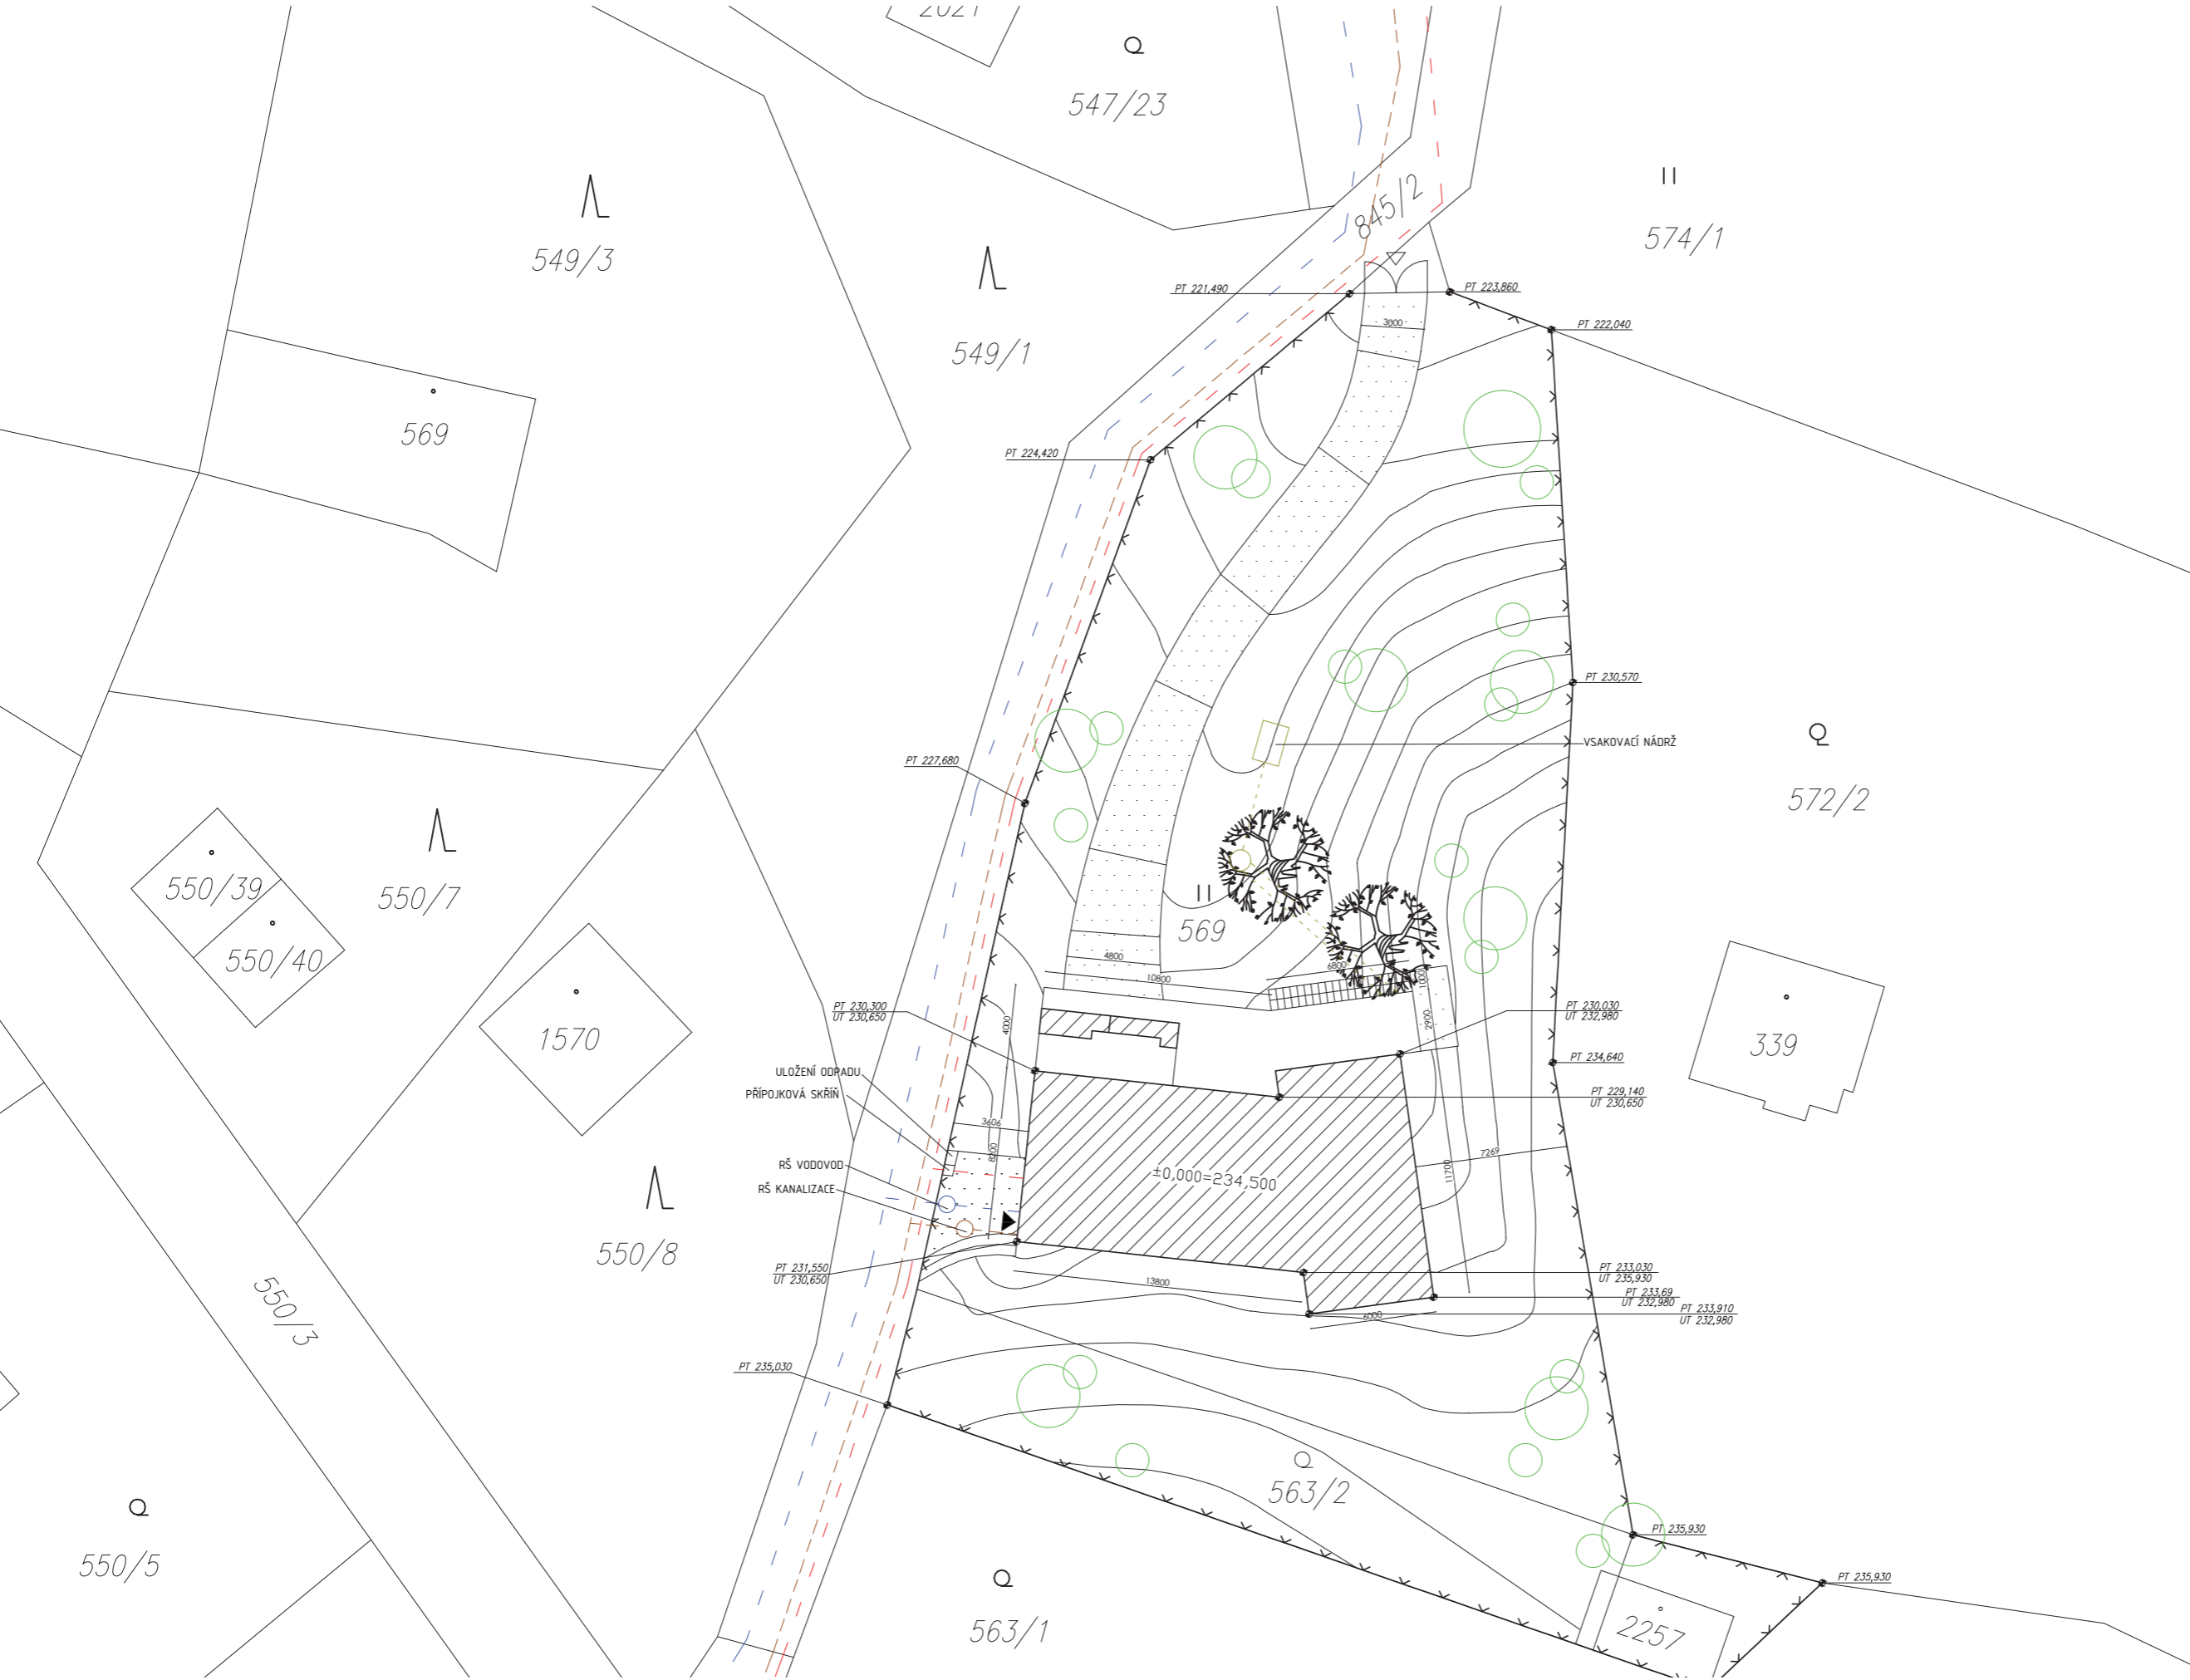 2021
547/23
845/2
549/3
574/1
PT 221,490
PT 223,860
PT 222,040
3000
549/1
569
PT 224,420
PT 230,570
VSAKOVACÍ NÁDRŽ
PT 227,680
572/2
550/39
550/7
550/40
569
4800
10800
6800
1000
PT 230,300
UT 230,650
4000
2900
PT 230,030
UT 232,980
1570
339
PT 234,640
ULOŽENÍ ODPADU
PŘÍPOJKOVÁ SKŘÍŇ
PT 229,140
UT 230,650
3606
8200
7269
RŠ VODOVOD
±0,000=234,500
11700
RŠ KANALIZACE
550/8
PT 231,550
UT 230,650
13800
PT 233,030
UT 235,930
PT 233,69
UT 232,980
6000
PT 233,910
UT 232,980
550/3
PT 235,030
563/2
PT 235,930
550/5
PT 235,930
563/1
2257